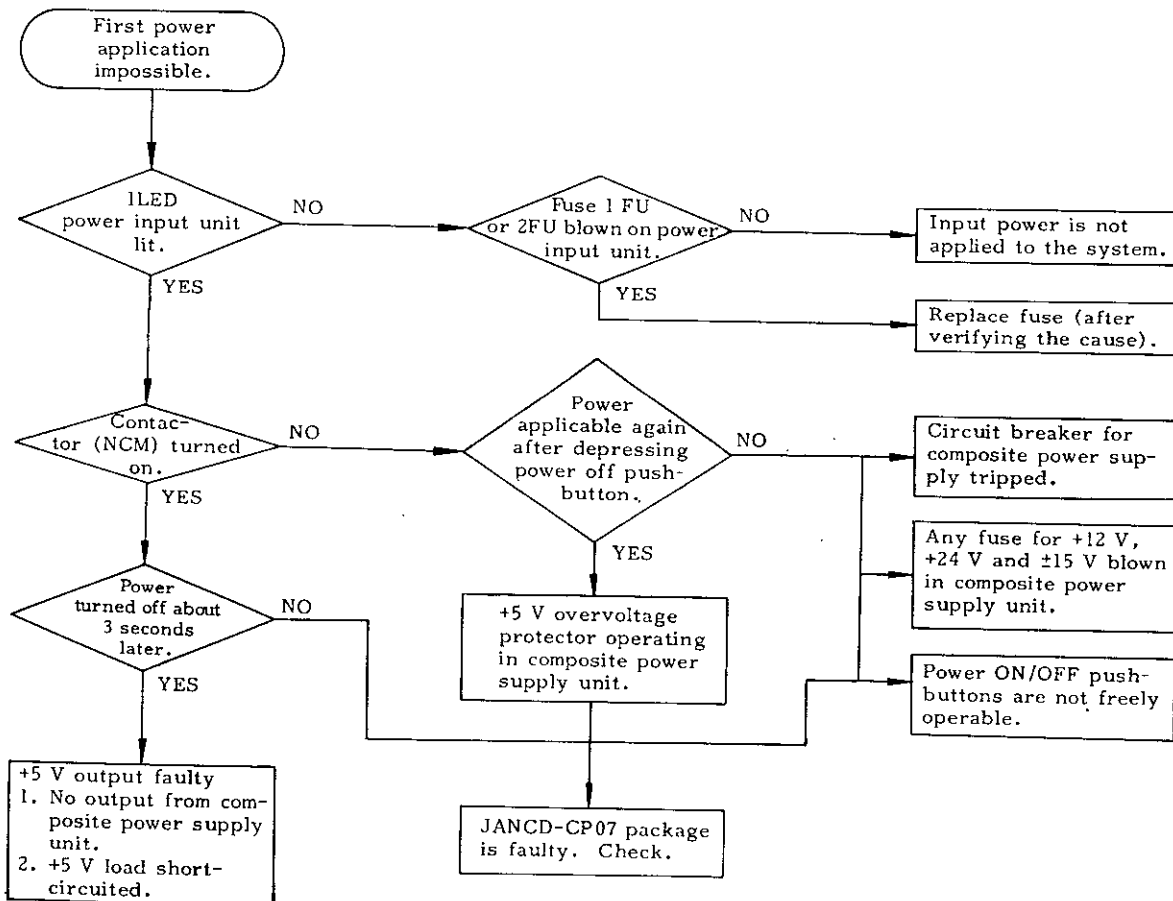 First power
application
impossible.
1LED
power input unit
lit.
NO
YES
Fuse 1 FU
or 2FU blown on power
input unit.
NO
YES
Input power is not
applied to the system.
Replace fuse (after
verifying the cause).
Contac-
tor (NCM) turned
on.
NO
YES
Power
applicable again
after depressing
power off push-
button.
NO
YES
Circuit breaker for
composite power sup-
ply tripped.
Any fuse for +12 V,
+24 V and ±15 V blown
in composite power
supply unit.
Power ON/OFF push-
buttons are not freely
operable.
Power
turned off about
3 seconds
later.
NO
YES
+5 V overvoltage
protector operating
in composite power
supply unit.
+5 V output faulty
1. No output from com-
posite power supply
unit.
2. +5 V load short-
circuited.
JANCD-CP07 package
is faulty. Check.